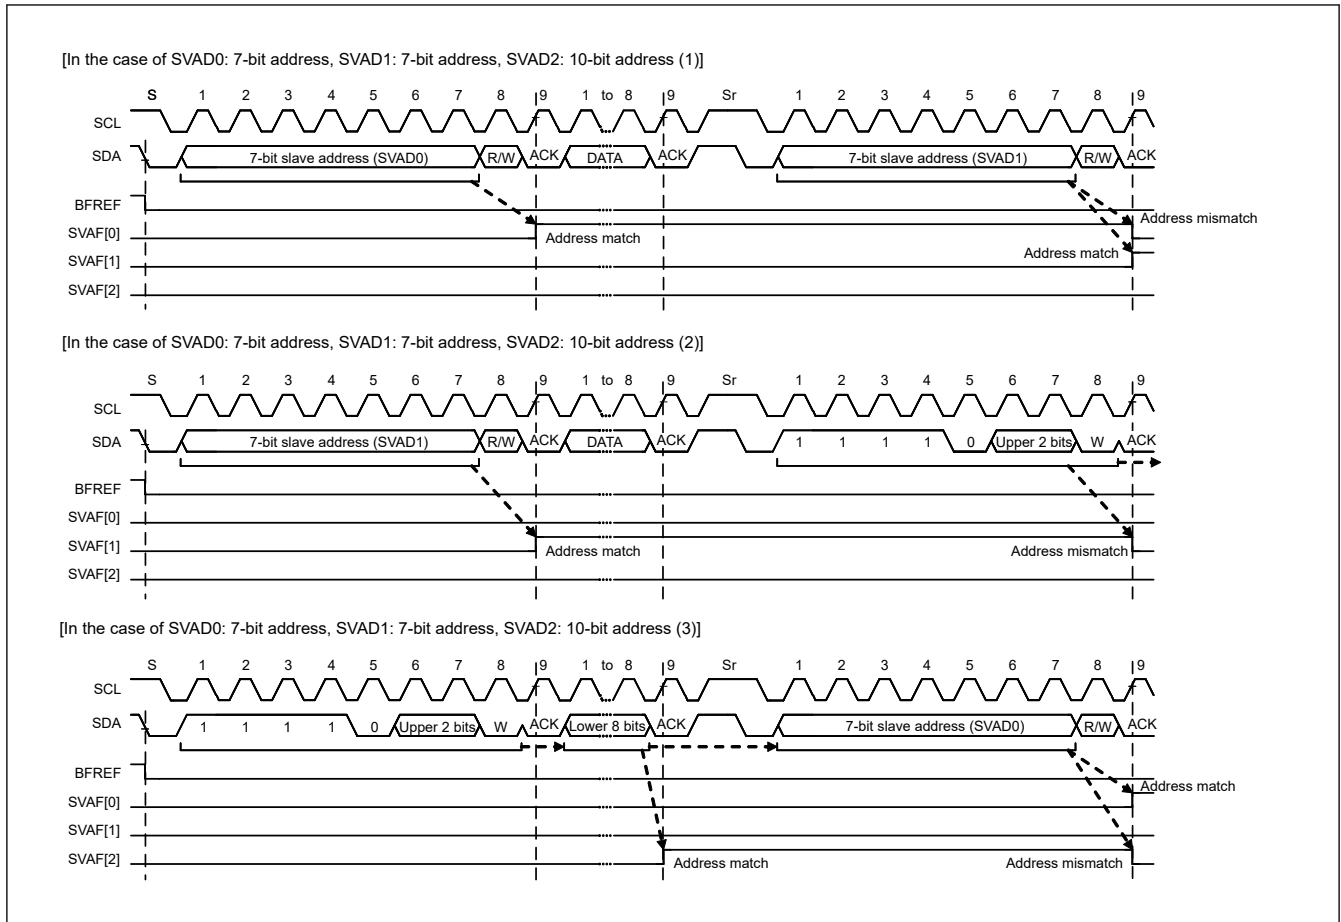 [In the case of SVAD0: 7-bit address, SVAD1: 7-bit address, SVAD2: 10-bit address (1)]
S 1 2 3 4 5 6 7 8 9 1 to 8 9 Sr 1 2 3 4 5 6 7 8 9
SCL
SDA 7-bit slave address (SVAD0) R/W ACK DATA ACK 7-bit slave address (SVAD1) R/W ACK
BFREF
Address mismatch
SVAF[0] Address match
SVAF[1] Address match
SVAF[2]
[In the case of SVAD0: 7-bit address, SVAD1: 7-bit address, SVAD2: 10-bit address (2)]
S 1 2 3 4 5 6 7 8 9 1 to 8 9 Sr 1 2 3 4 5 6 7 8 9
SCL
SDA 7-bit slave address (SVAD1) R/W ACK DATA ACK 1 1 1 1 0 Upper 2 bits W ACK
BFREF
SVAF[0]
SVAF[1] Address match Address mismatch
SVAF[2]
[In the case of SVAD0: 7-bit address, SVAD1: 7-bit address, SVAD2: 10-bit address (3)]
S 1 2 3 4 5 6 7 8 9 1 to 8 9 Sr 1 2 3 4 5 6 7 8 9
SCL
SDA 1 1 1 1 0 Upper 2 bits W ACK Lower 8 bits ACK 7-bit slave address (SVAD0) R/W ACK
BFREF
Address match
SVAF[0]
SVAF[1]
SVAF[2] Address match Address mismatch